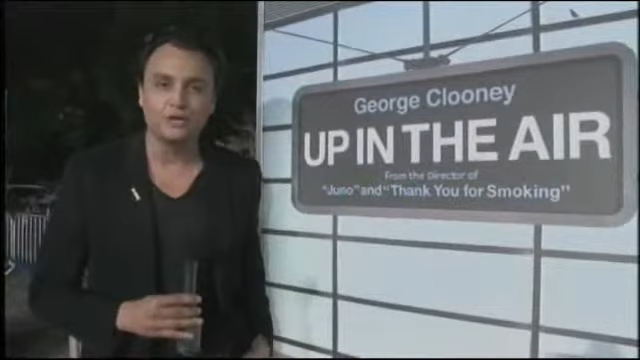 George Clooney
UP IN THE AIR
From the Director of
"Juno" and "Thank You for Smoking"